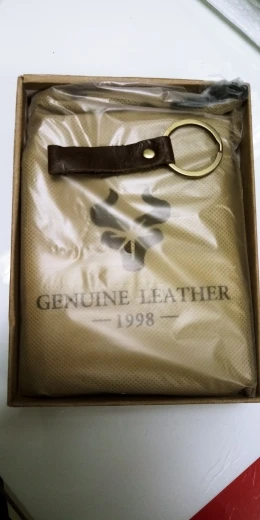 GENUINE LEATHER
— 1998 —